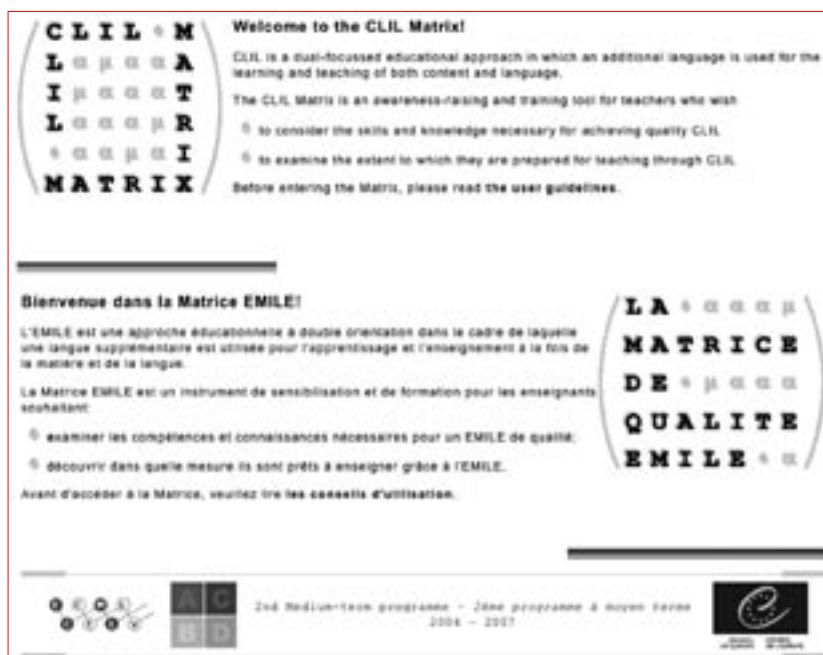 C L I L * M
L α μ α α A
I μ α α α T
L α α α μ R
* α α μ α I
M A T R I X
Welcome to the CLIL Matrix!
CLIL is a dual-focussed educational approach in which an additional language is used for the
learning and teaching of both content and language.
The CLIL Matrix is an awareness-raising and training tool for teachers who wish
to consider the skills and knowledge necessary for achieving quality CLIL
to examine the extent to which they are prepared for teaching through CLIL
Before entering the Matrix, please read the user guidelines.
Bienvenue dans la Matrice EMILE!
L'EMILE est une approche éducationnelle à double orientation dans le cadre de laquelle
une langue supplémentaire est utilisée pour l'apprentissage et l'enseignement à la fois de
la matière et de la langue.
La Matrice EMILE est un instrument de sensibilisation et de formation pour les enseignants
souhaitant:
examiner les compétences et connaissances nécessaires pour un EMILE de qualité;
découvrir dans quelle mesure ils sont prêts à enseigner grâce à l'EMILE.
Avant d'accéder à la Matrice, veuillez lire les conseils d'utilisation.
L A * α α α μ
M A T R I C E
D E * μ α α α
Q U A L I T E
E M I L E * α
A C
B D
2nd Medium-term programme - 2ème programme à moyen terme
2004 - 2007